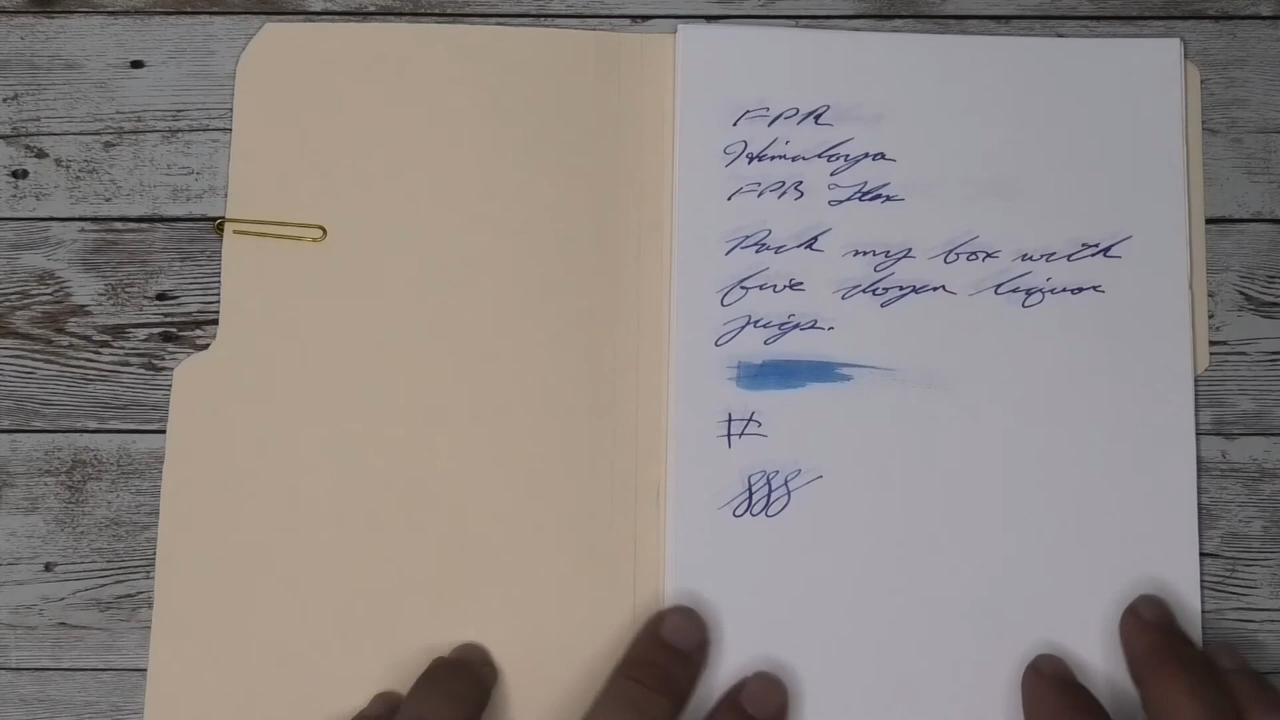 FPR
Himalaya
FPR Flex
Pack my box with
five dozen liquor
jugs.
#